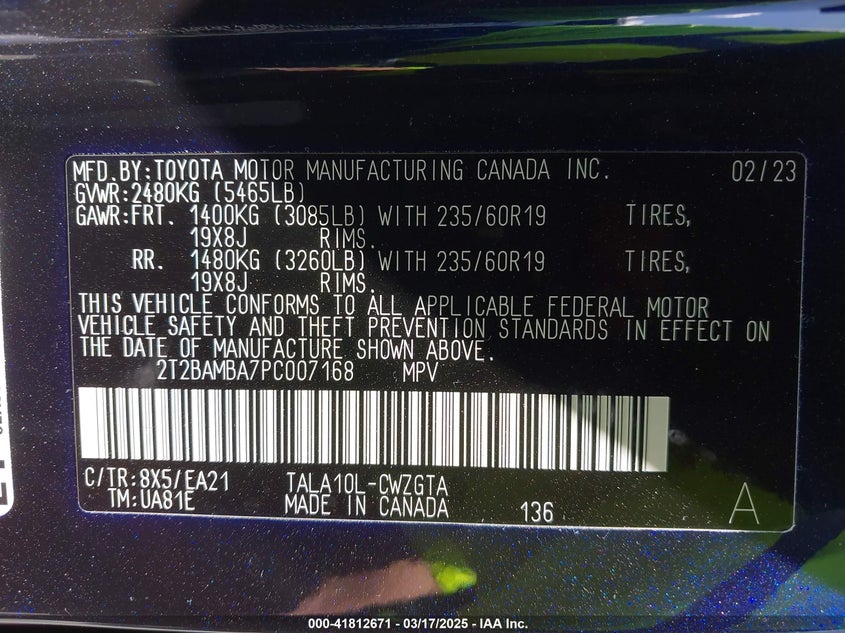 MFD.BY:TOYOTA MOTOR MANUFACTURING CANADA INC. 02/23
GVWR:2480KG (5465LB)
GAWR:FRT. 1400KG (3085LB) WITH 235/60R19 TIRES,
19X8J RIMS.
RR. 1480KG (3260LB) WITH 235/60R19 TIRES,
19X8J RIMS.
THIS VEHICLE CONFORMS TO ALL APPLICABLE FEDERAL MOTOR
VEHICLE SAFETY AND THEFT PREVENTION STANDARDS IN EFFECT ON
THE DATE OF MANUFACTURE SHOWN ABOVE.
2T2BAMBA7PC007168 MPV
C/TR:8X5/EA21 TALA10L-CWZGTA
TM:UA81E MADE IN CANADA 136 A
000-41812671 - 03/17/2025 - IAA Inc.